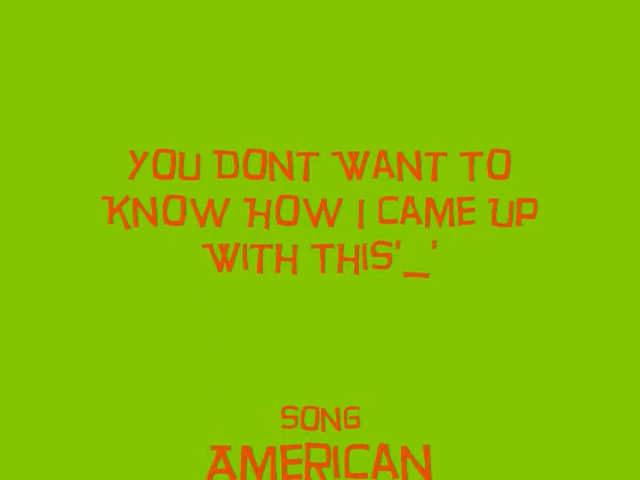 YOU DONT WANT TO
KNOW HOW I CAME UP
WITH THIS'_'
SONG
AMERICAN